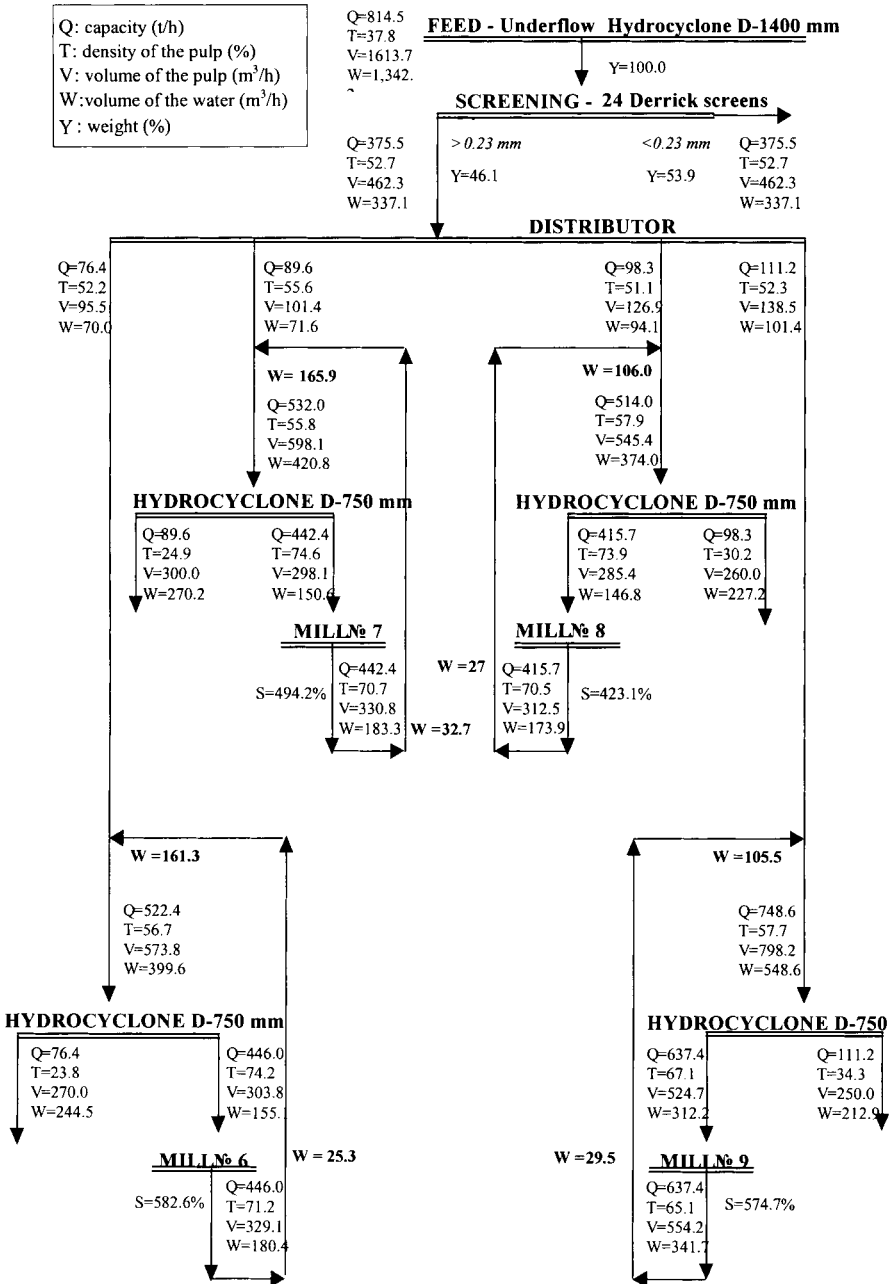 Q: capacity (t/h)
T: density of the pulp (%)
V: volume of the pulp (m³/h)
W:volume of the water (m³/h)
Y: weight (%)
Q=814.5
T=37.8
V=1613.7
W=1,342.
FEED - Underflow Hydrocyclone D-1400 mm
Y=100.0
SCREENING - 24 Derrick screens
Q=375.5
T=52.7
V=462.3
W=337.1
>0.23 mm
Y=46.1
<0.23 mm
Y=53.9
Q=375.5
T=52.7
V=462.3
W=337.1
DISTRIBUTOR
Q=76.4
T=52.2
V=95.5
W=70.0
Q=89.6
T=55.6
V=101.4
W=71.6
Q=98.3
T=51.1
V=126.9
W=94.1
Q=111.2
T=52.3
V=138.5
W=101.4
W= 165.9
W =106.0
Q=532.0
T=55.8
V=598.1
W=420.8
Q=514.0
T=57.9
V=545.4
W=374.0
HYDROCYCLONE D-750 mm
Q=89.6
T=24.9
V=300.0
W=270.2
Q=442.4
T=74.6
V=298.1
W=150.6
HYDROCYCLONE D-750 mm
Q=415.7
T=73.9
V=285.4
W=146.8
Q=98.3
T=30.2
V=260.0
W=227.2
MILL№ 7
S=494.2%
Q=442.4
T=70.7
V=330.8
W=183.3
W =32.7
MILL№ 8
W =27
Q=415.7
T=70.5
V=312.5
W=173.9
S=423.1%
W =161.3
W =105.5
Q=522.4
T=56.7
V=573.8
W=399.6
Q=748.6
T=57.7
V=798.2
W=548.6
HYDROCYCLONE D-750 mm
Q=76.4
T=23.8
V=270.0
W=244.5
Q=446.0
T=74.2
V=303.8
W=155.1
HYDROCYCLONE D-750
Q=637.4
T=67.1
V=524.7
W=312.2
Q=111.2
T=34.3
V=250.0
W=212.9
MILL№ 6
W = 25.3
S=582.6%
Q=446.0
T=71.2
V=329.1
W=180.4
W =29.5
MILL№ 9
Q=637.4
T=65.1
V=554.2
W=341.7
S=574.7%